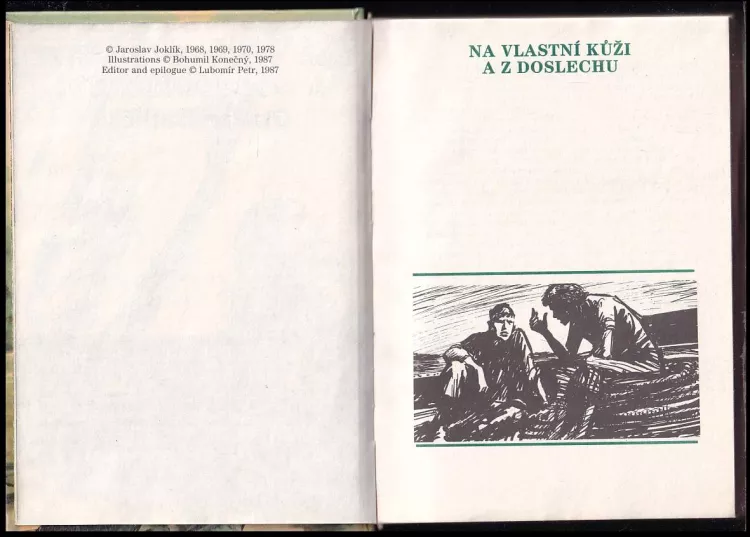 © Jaroslav Joklík, 1968, 1969, 1970, 1978
Illustrations © Bohumil Konečný, 1987
Editor and epilogue © Lubomír Petr, 1987
NA VLASTNÍ KŮŽI
A Z DOSLECHU